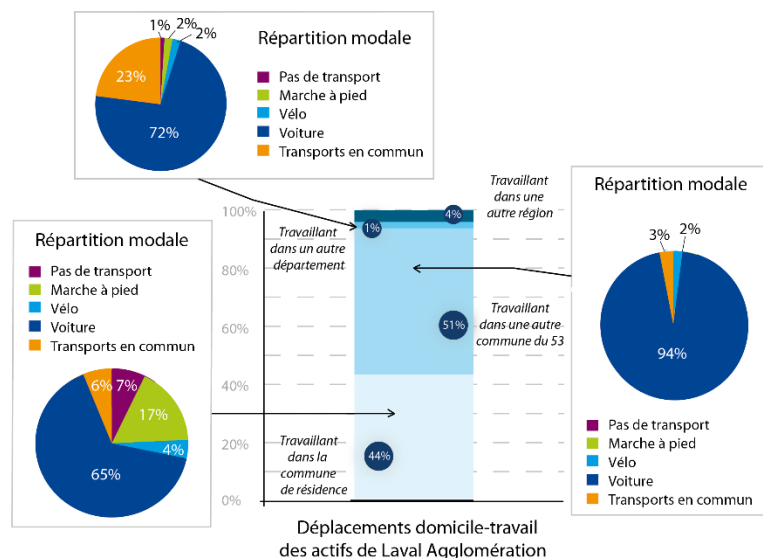 1%
2%
2%
23%
72%
Répartition modale
Pas de transport
Marche à pied
Vélo
Voiture
Transports en commun
Répartition modale
Pas de transport
Marche à pied
Vélo
Voiture
Transports en commun
6%
7%
17%
4%
65%
100%
80%
60%
40%
20%
0%
Travaillant
dans une
autre région
4%
1%
Travaillant
dans un autre
département
51%
Travaillant
dans une autre
commune du 53
Travaillant
dans la
commune
de résidence
44%
Déplacements domicile-travail
des actifs de Laval Agglomération
Répartition modale
3%
2%
94%
Pas de transport
Marche à pied
Vélo
Voiture
Transports en commun